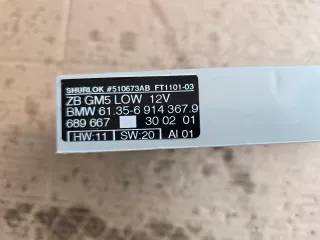 SHURLOK #510673AB FT1101-03
ZB GM5 LOW 12V
BMW 61.35-6 914 367.9
689 667 30 02 01
HW:11 SW:20 AI 01